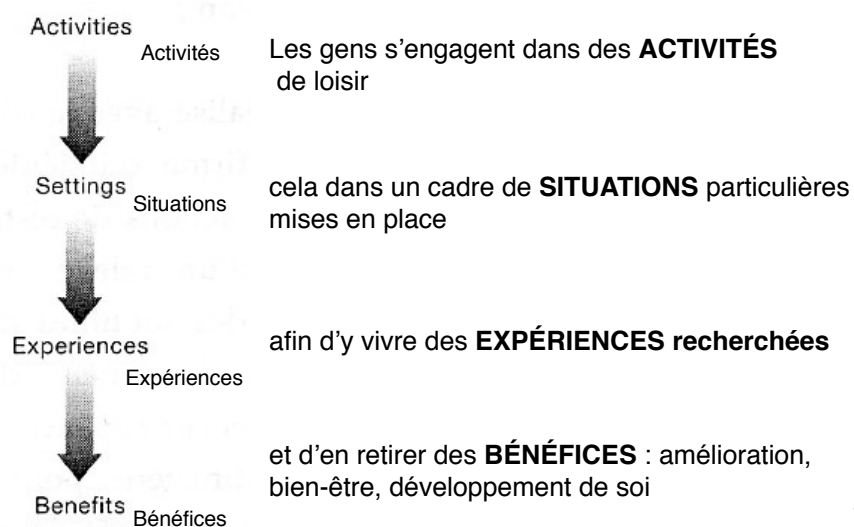 Activities
Activités
Les gens s’engagent dans des ACTIVITÉS
de loisir
Settings
Situations
cela dans un cadre de SITUATIONS particulières
mises en place
Experiences
Expériences
afin d’y vivre des EXPÉRIENCES recherchées
et d’en retirer des BÉNÉFICES : amélioration,
bien-être, développement de soi
Benefits
Bénéfices